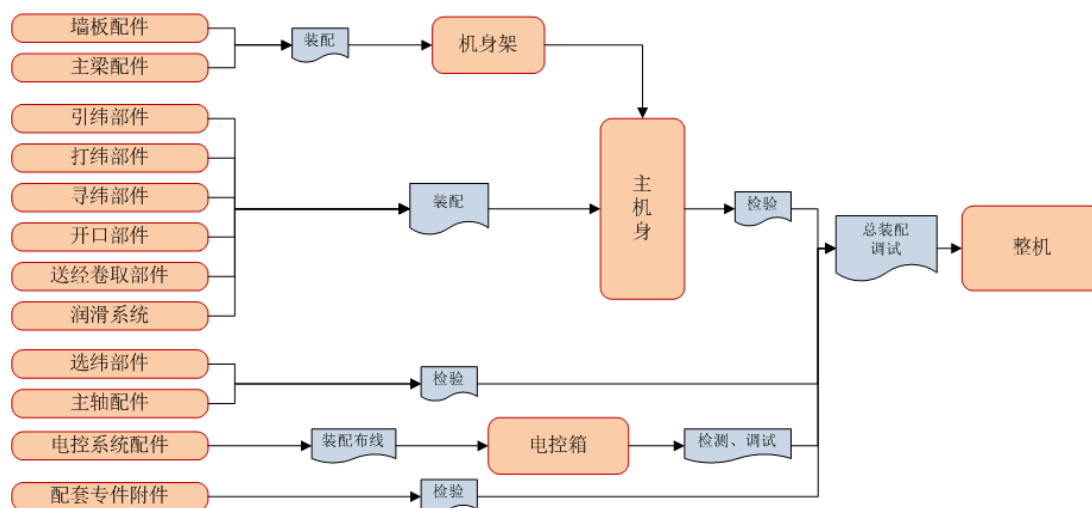 墙板配件
主梁配件
装配
机身架
引纬部件
打纬部件
寻纬部件
开口部件
送经卷取部件
润滑系统
装配
主
机
身
检验
总装配
调试
整机
选纬部件
主轴配件
检验
电控系统配件
装配布线
电控箱
检测、调试
配套专件附件
检验